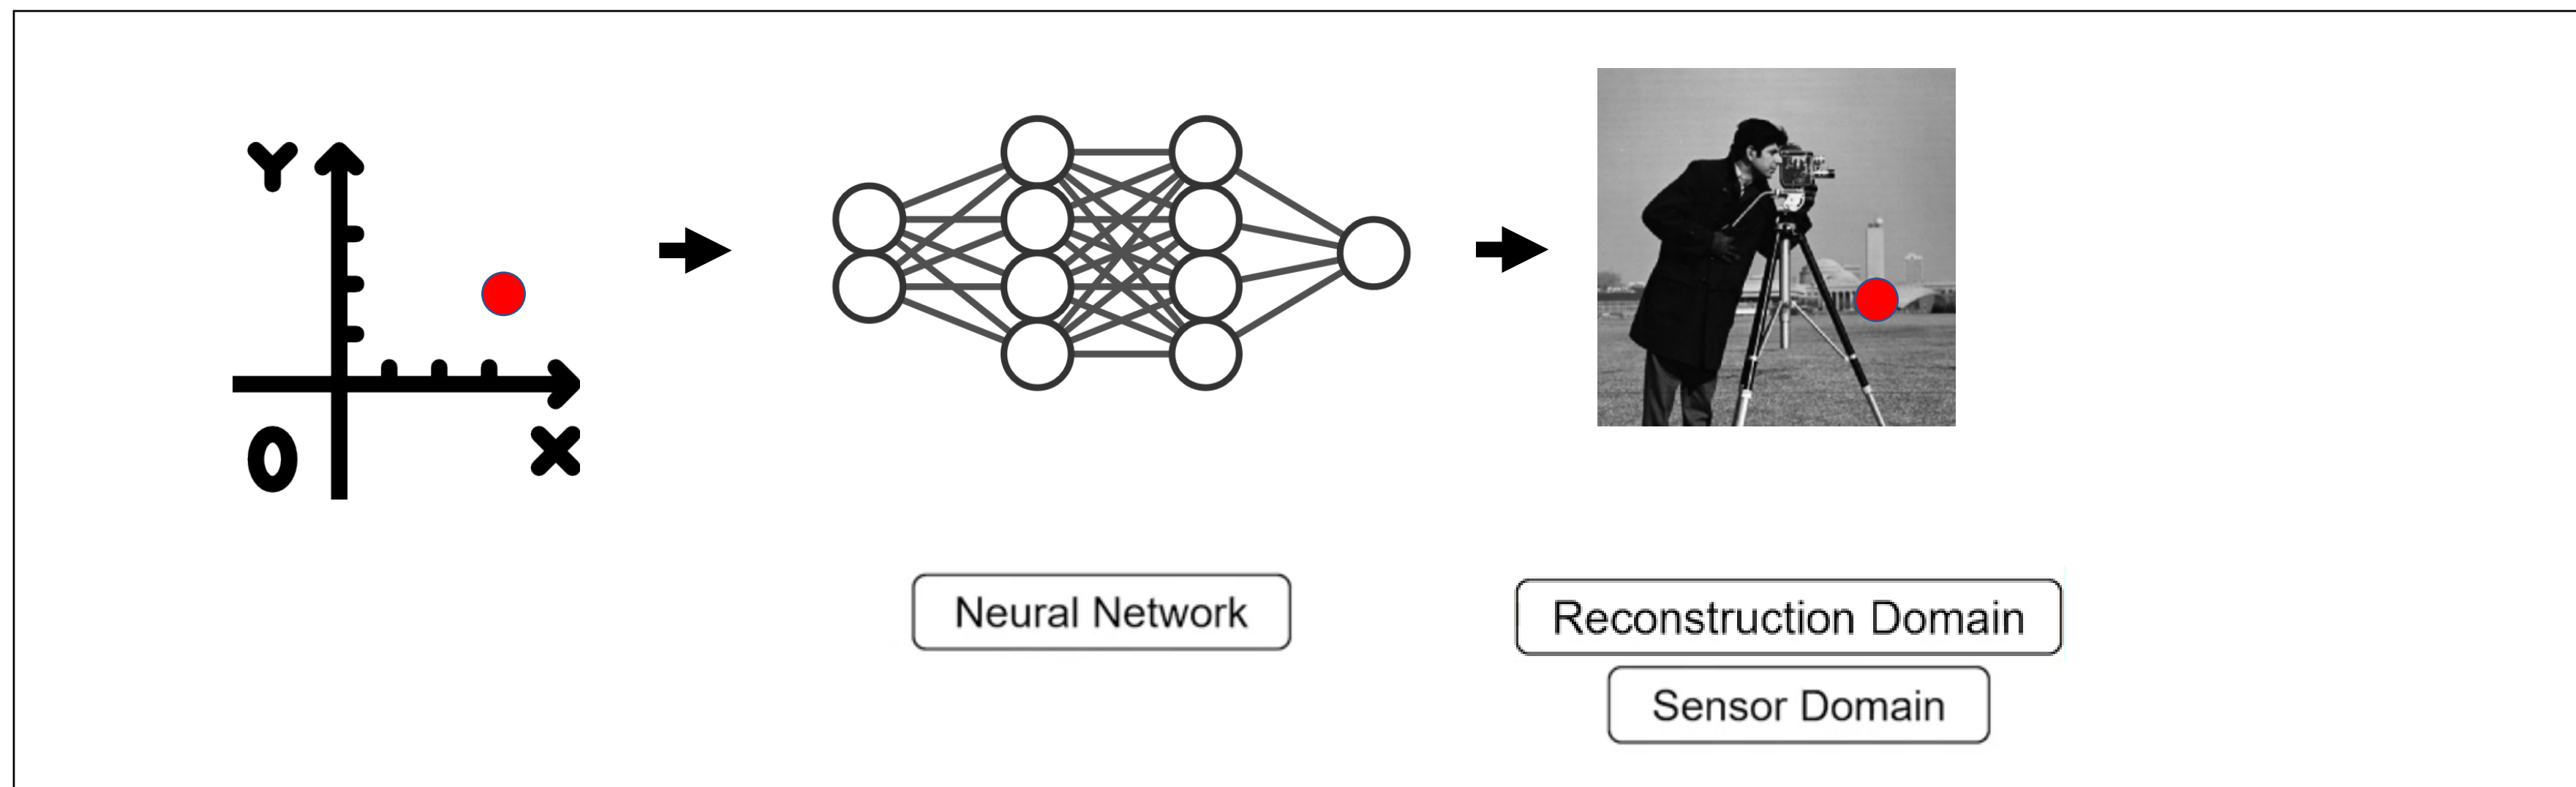 Y
0
X
Neural Network
Reconstruction Domain
Sensor Domain